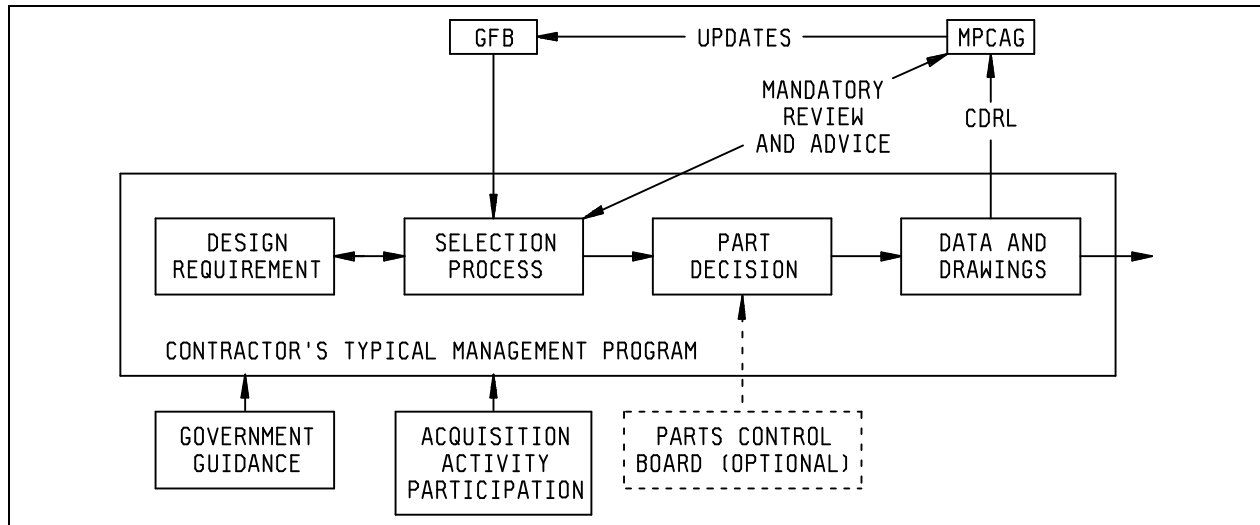 GFB
UPDATES
MPCAG
MANDATORY
REVIEW
AND ADVICE
CDRL
DESIGN
REQUIREMENT
SELECTION
PROCESS
PART
DECISION
DATA AND
DRAWINGS
CONTRACTOR'S TYPICAL MANAGEMENT PROGRAM
GOVERNMENT
GUIDANCE
ACQUISITION
ACTIVITY
PARTICIPATION
PARTS CONTROL
BOARD (OPTIONAL)